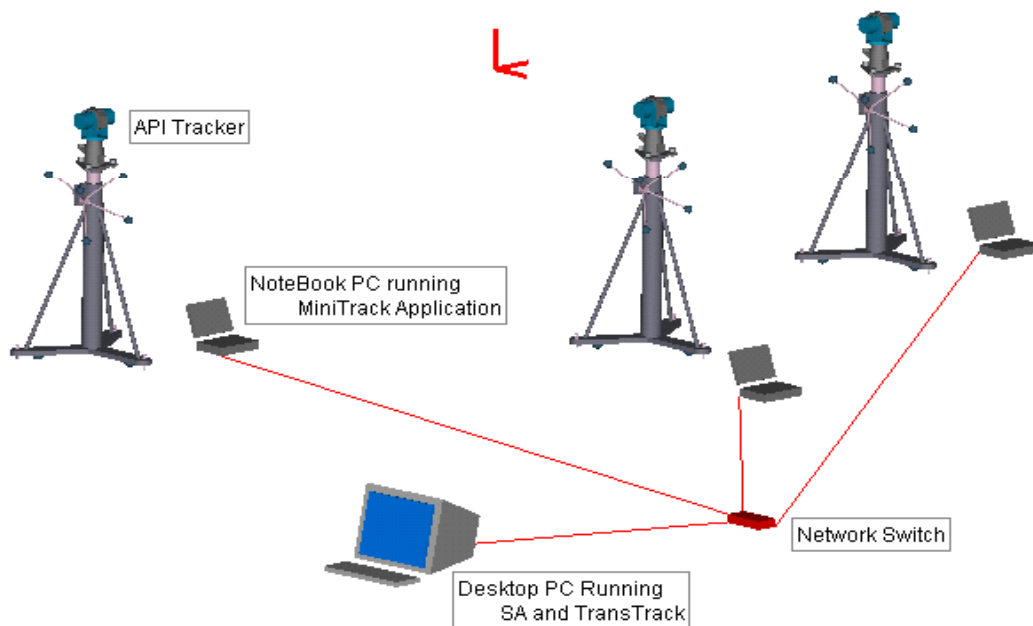 API Tracker
NoteBook PC running
MiniTrack Application
Network Switch
Desktop PC Running
SA and TransTrack